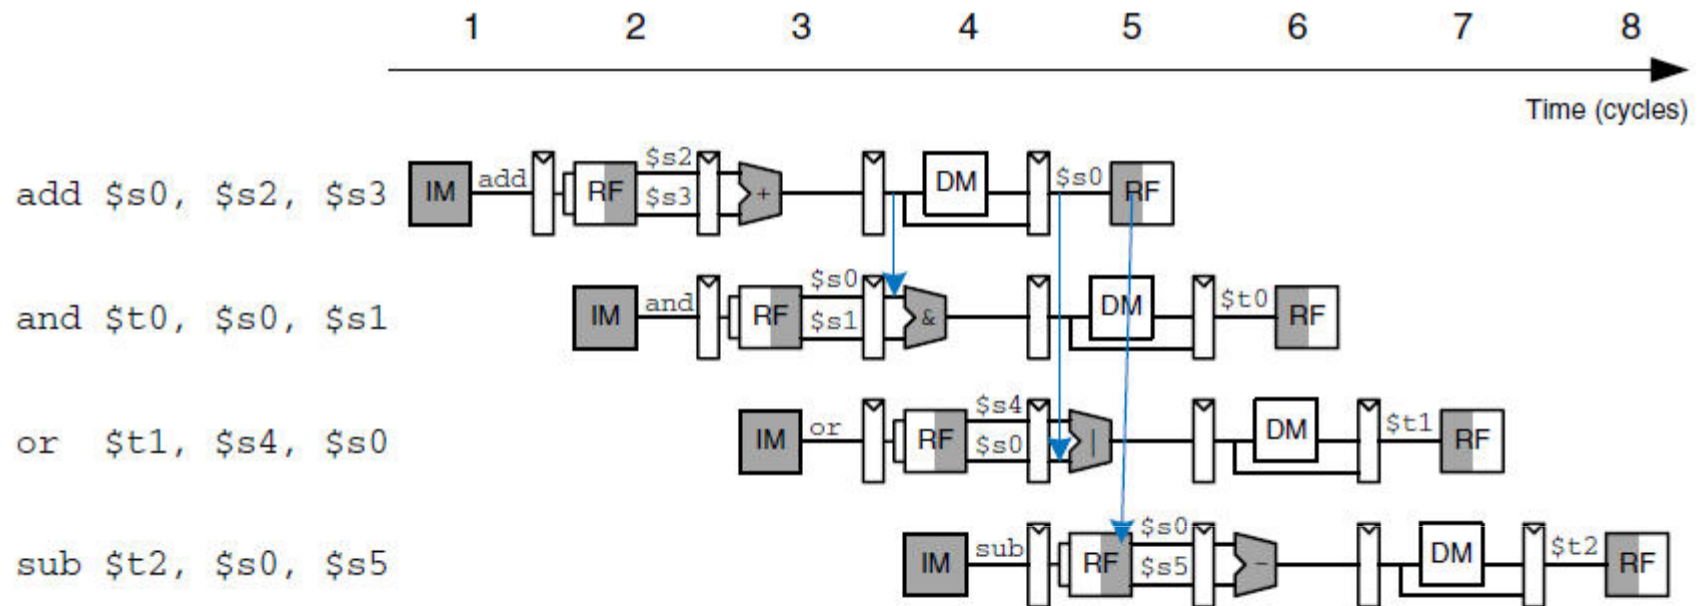 1 2 3 4 5 6 7 8
Time (cycles)
add $s0, $s2, $s3 IM add RF $s2 $s3 + DM $s0 RF
and $t0, $s0, $s1 IM and RF $s0 $s1 & DM $t0 RF
or $t1, $s4, $s0 IM or RF $s4 $s0 | DM $t1 RF
sub $t2, $s0, $s5 IM sub RF $s0 $s5 - DM $t2 RF